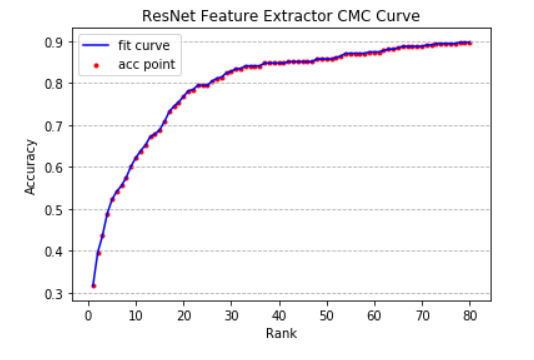 ResNet Feature Extractor CMC Curve
fit curve
acc point
0.9
0.8
0.7
0.6
0.5
0.4
0.3
Accuracy
0 10 20 30 40 50 60 70 80
Rank